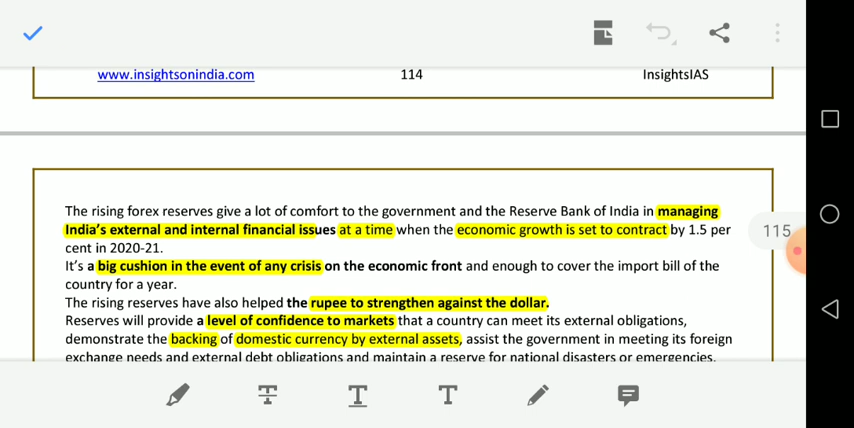 www.insightsonindia.com 114 InsightsIAS
The rising forex reserves give a lot of comfort to the government and the Reserve Bank of India in managing
India's external and internal financial issues at a time when the economic growth is set to contract by 1.5 per
cent in 2020-21.
115
It's a big cushion in the event of any crisis on the economic front and enough to cover the import bill of the
country for a year.
The rising reserves have also helped the rupee to strengthen against the dollar.
Reserves will provide a level of confidence to markets that a country can meet its external obligations,
demonstrate the backing of domestic currency by external assets, assist the government in meeting its foreign
exchange needs and external debt obligations and maintain a reserve for national disasters or emergencies.